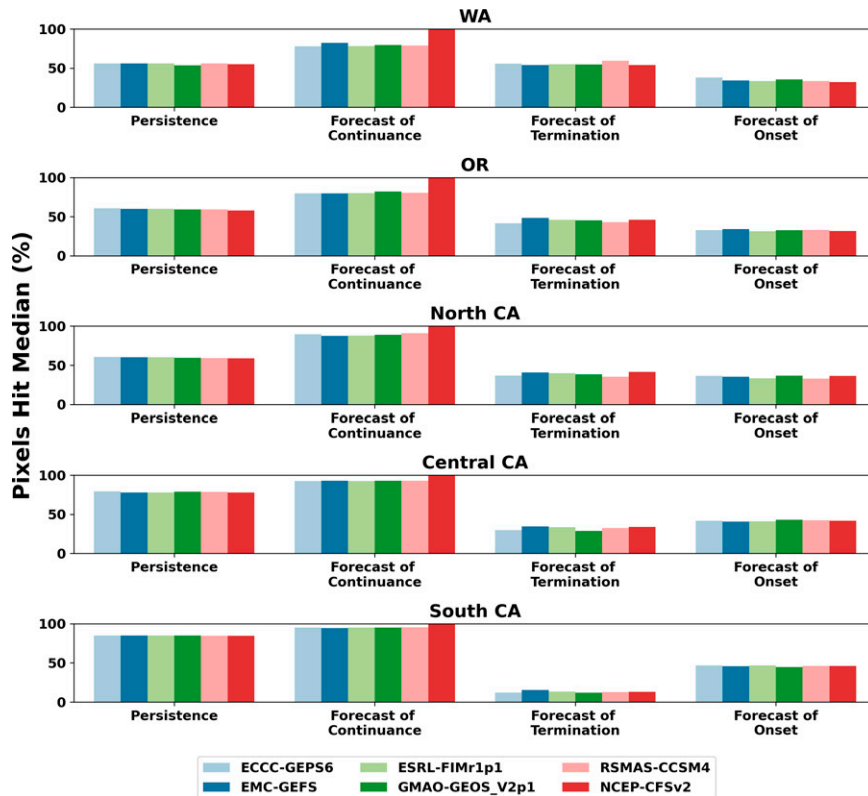 WA
100
50
0
Persistence
Forecast of
Continuance
Forecast of
Termination
Forecast of
Onset
OR
100
50
0
Persistence
Forecast of
Continuance
Forecast of
Termination
Forecast of
Onset
North CA
100
50
0
Persistence
Forecast of
Continuance
Forecast of
Termination
Forecast of
Onset
Central CA
100
50
0
Persistence
Forecast of
Continuance
Forecast of
Termination
Forecast of
Onset
South CA
100
50
0
Persistence
Forecast of
Continuance
Forecast of
Termination
Forecast of
Onset
Pixels Hit Median (%)
ECCC-GEPS6
EMC-GEFS
ESRL-FIMr1p1
GMAO-GEOS_V2p1
RSMAS-CCSM4
NCEP-CFSv2